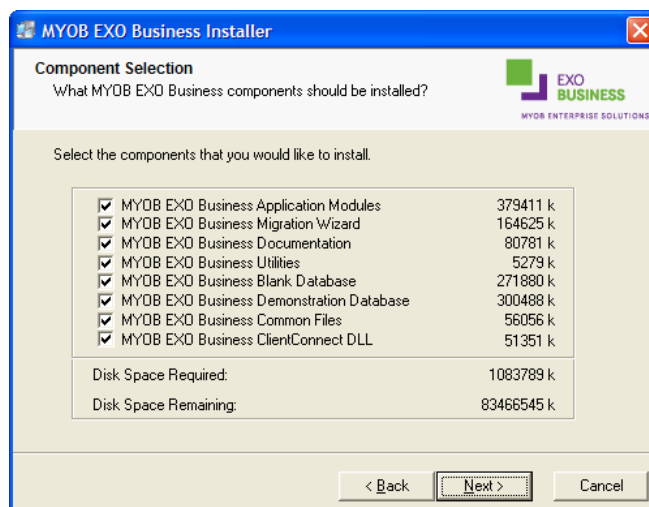 MYOB EXO Business Installer
Component Selection
What MYOB EXO Business components should be installed?
EXO
BUSINESS
MYOB ENTERPRISE SOLUTIONS
Select the components that you would like to install.
MYOB EXO Business Application Modules 379411 k
MYOB EXO Business Migration Wizard 164625 k
MYOB EXO Business Documentation 80781 k
MYOB EXO Business Utilities 5279 k
MYOB EXO Business Blank Database 271880 k
MYOB EXO Business Demonstration Database 300488 k
MYOB EXO Business Common Files 56056 k
MYOB EXO Business ClientConnect DLL 51351 k
Disk Space Required: 1083789 k
Disk Space Remaining: 83466545 k
< Back Next > Cancel